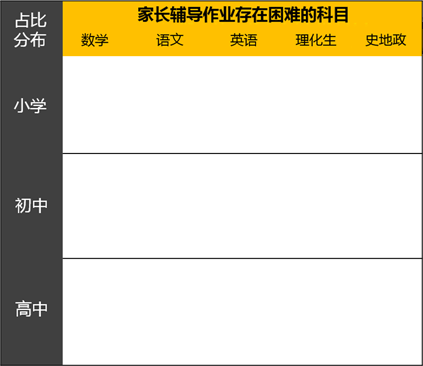 占比
分布
家长辅导作业存在困难的科目
数学 语文 英语 理化生 史地政
小学
初中
高中